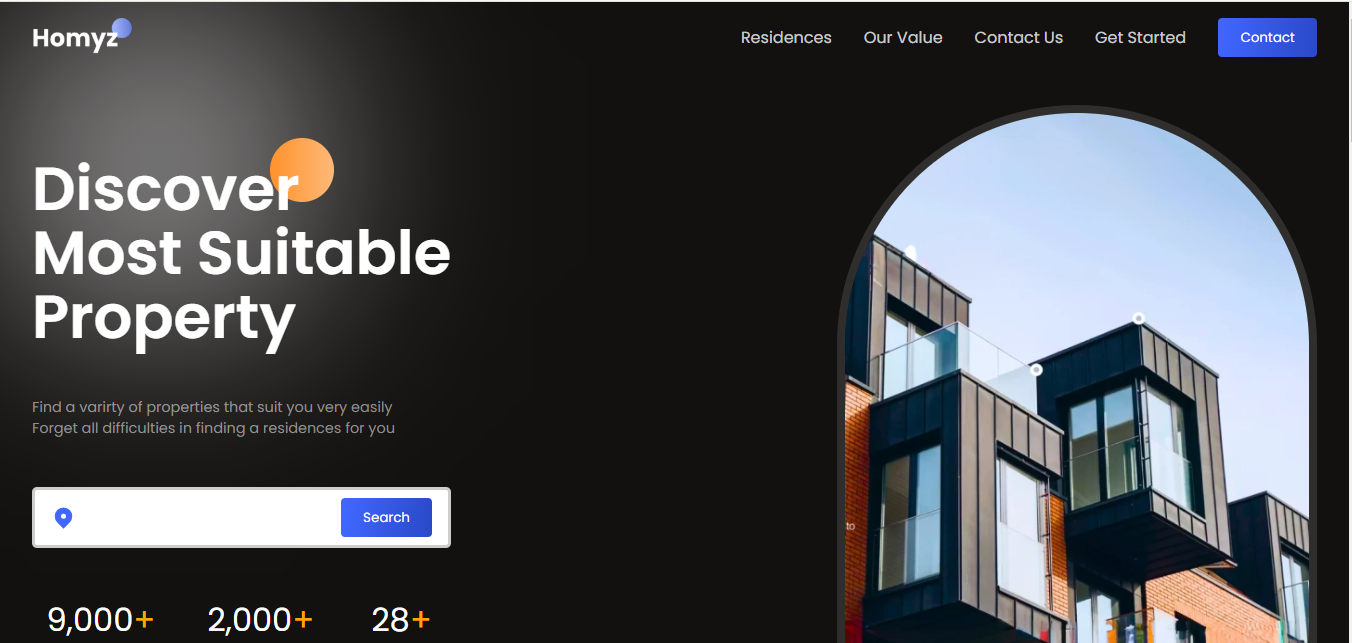 Homyz
Residences Our Value Contact Us Get Started Contact
Discover
Most Suitable
Property
Find a varirty of properties that suit you very easily
Forget all difficulties in finding a residences for you
Search
to
9,000+ 2,000+ 28+